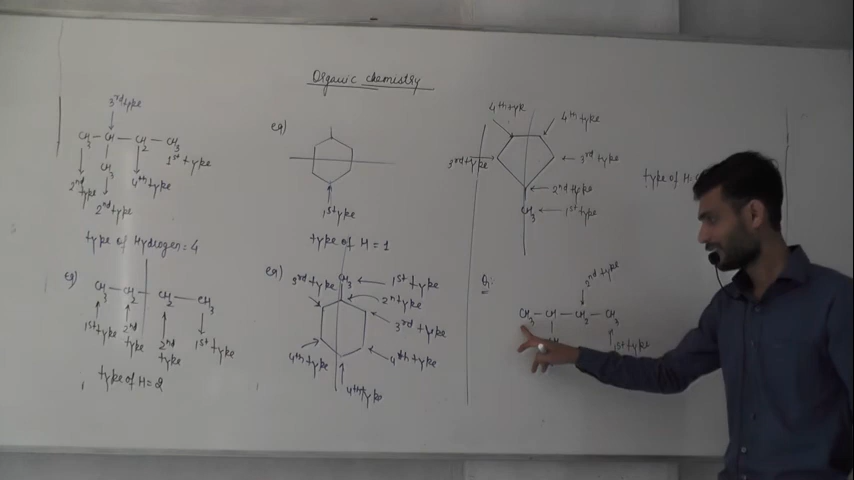 Organic chemistry
3rd type
CH3 - CH - CH2 - CH3
1st type
CH3
2nd type
4th type
2nd type
type of Hydrogen = 4
eg)
CH3 - CH2 - CH2 - CH3
1st type
2nd type
2nd type
1st type
type of H = 2
eg)
1st type
type of H = 1
eg)
CH3
1st type
3rd type
2n type
3rd type
4th type
4th type
4th type
4th type
4th type
3rd type
3rd type
2nd type
CH3
1st type
type of H.
Q:
2nd type
CH3 - CH - CH2 - CH3
1st type